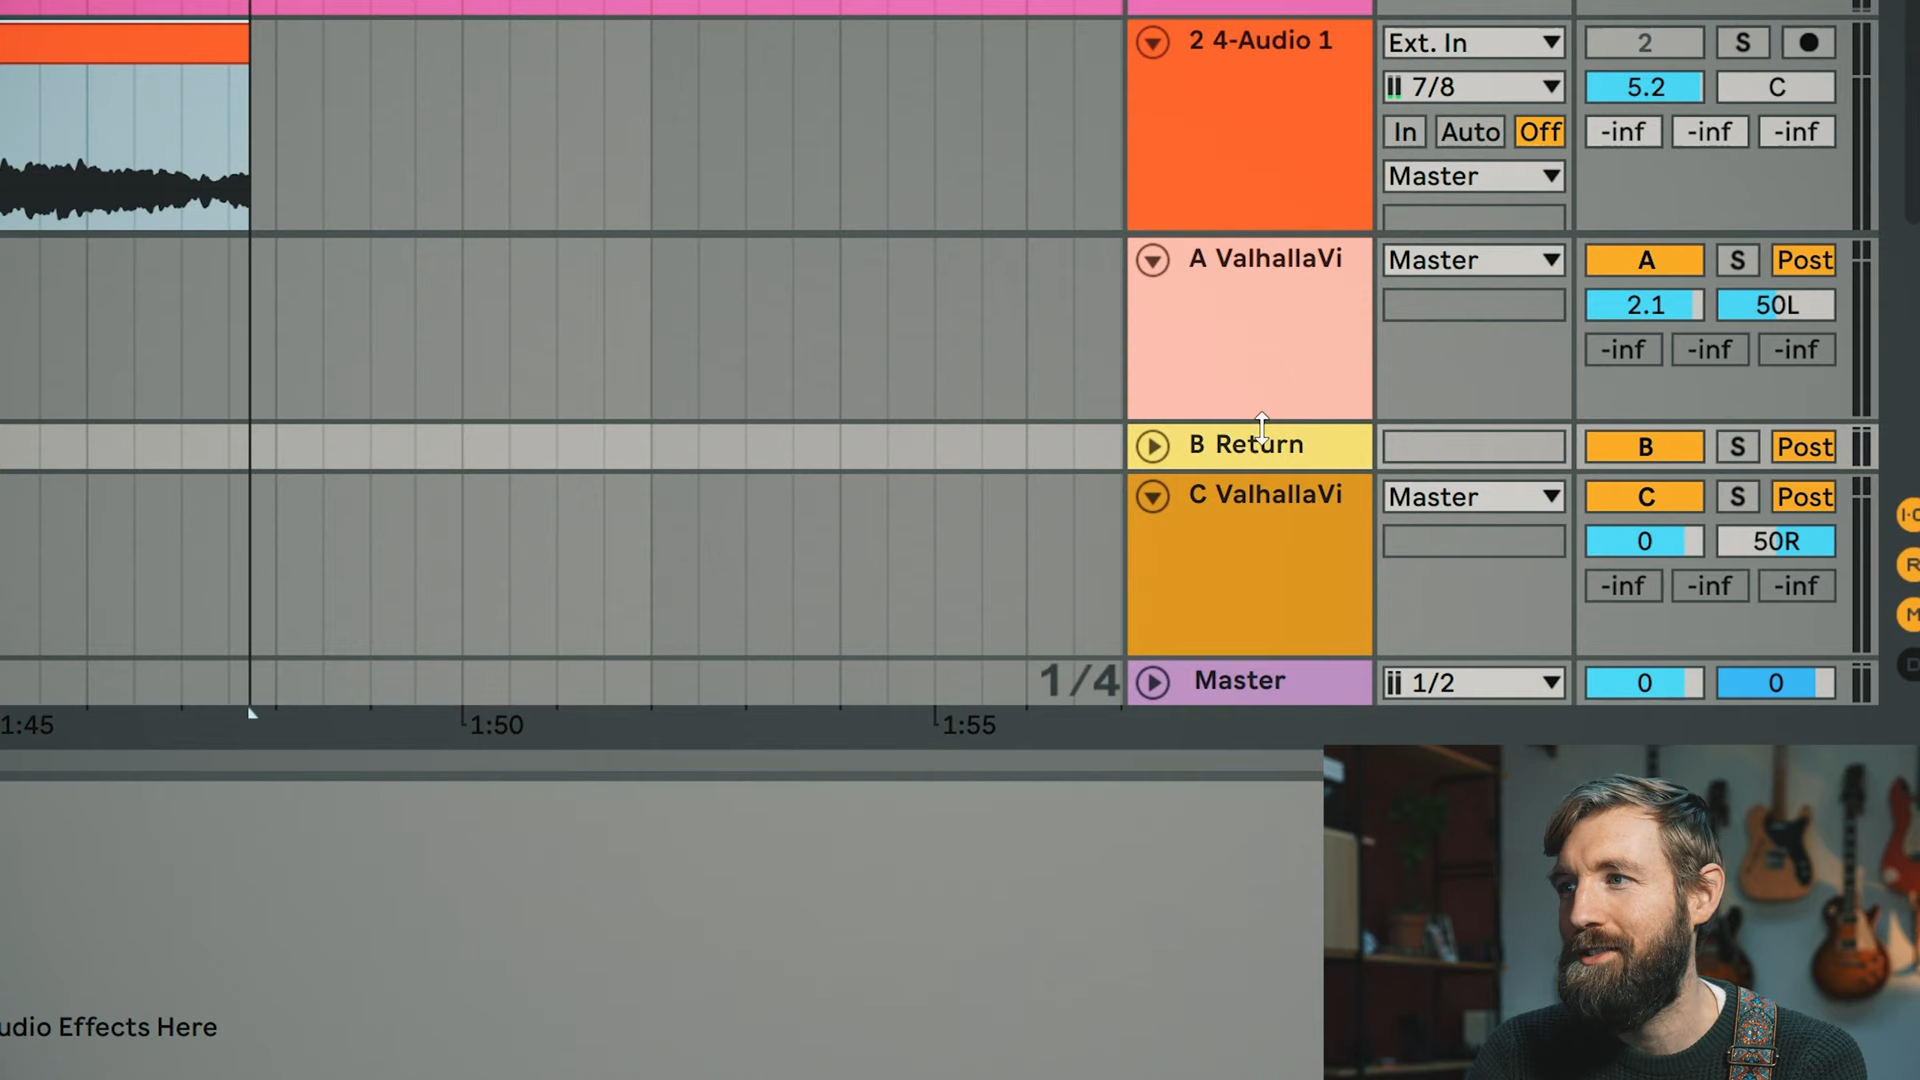 2 4-Audio 1
Ext. In
2
S
7/8
5.2
C
In
Auto
Off
-inf
-inf
-inf
Master
A ValhallaVi
Master
A
S
Post
2.1
50L
-inf
-inf
-inf
B Return
B
S
Post
C ValhallaVi
Master
C
S
Post
0
50R
-inf
-inf
-inf
R
M
D
1/4
Master
1/2
0
0
1:45
1:50
1:55
udio Effects Here